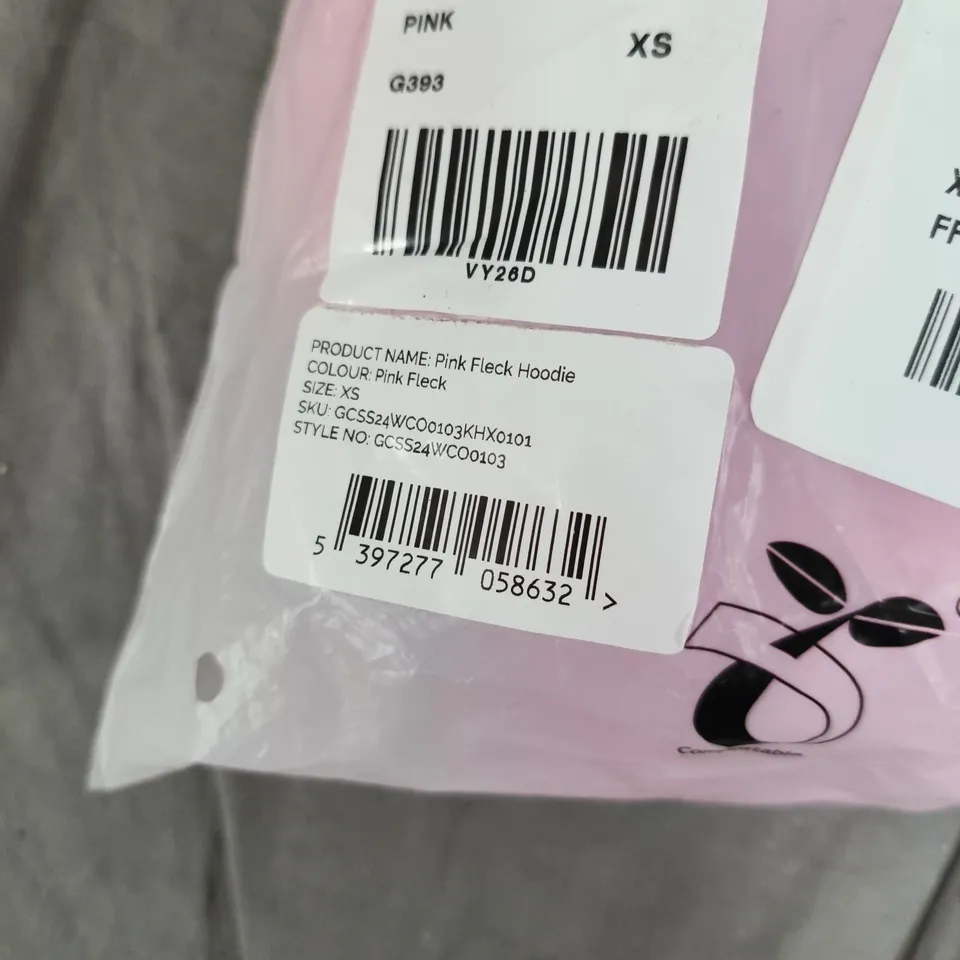 PINK
XS
G393
VY26D
PRODUCT NAME: Pink Fleck Hoodie
COLOUR: Pink Fleck
SIZE: XS
SKU: GCSS24WCO0103KHX0101
STYLE NO: GCSS24WCO0103
5 397277 058632 >